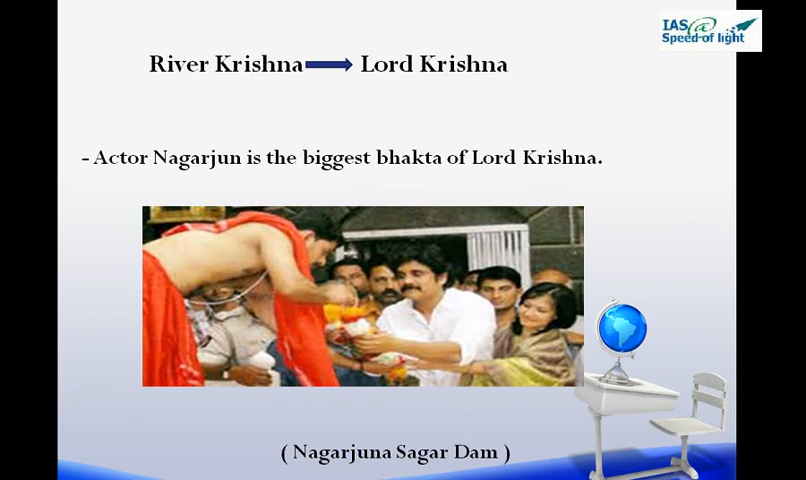 IAS@
Speed of light
River Krishna Lord Krishna
- Actor Nagarjun is the biggest bhakta of Lord Krishna.
( Nagarjuna Sagar Dam )